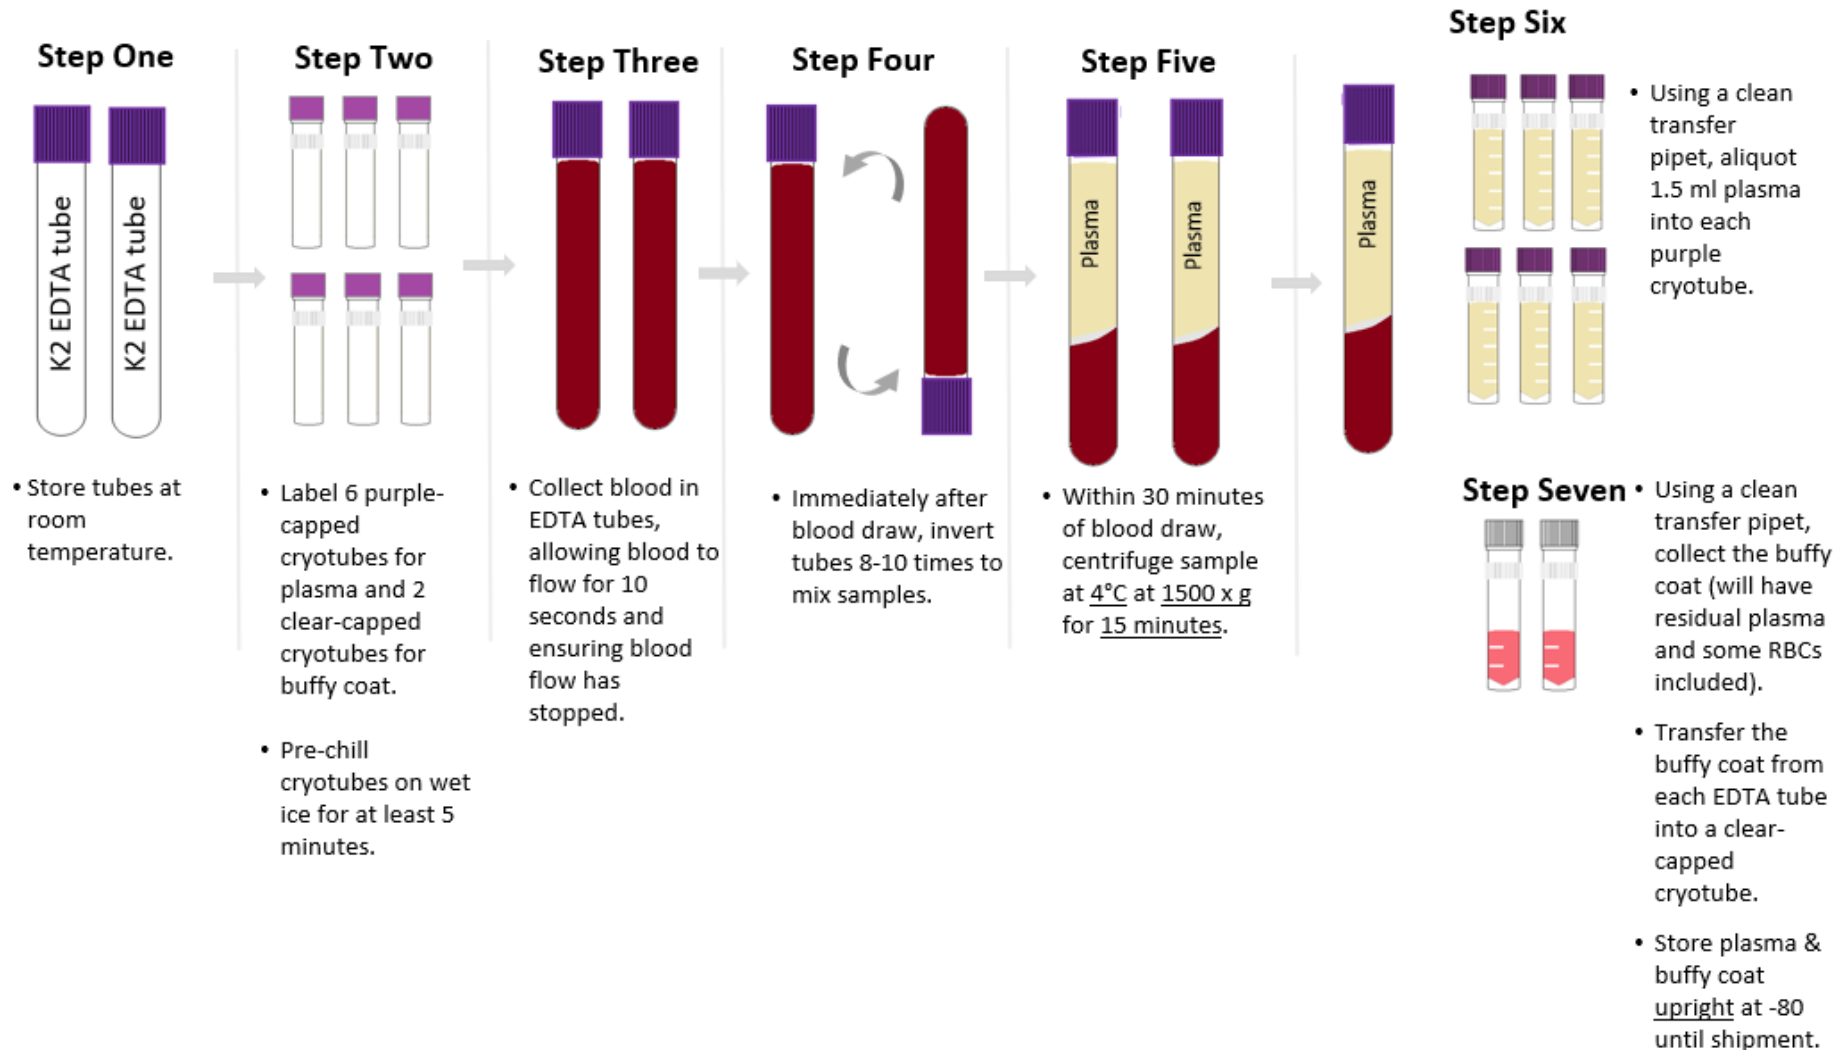 Step One
K2 EDTA tube
K2 EDTA tube
• Store tubes at
room
temperature.
Step Two
• Label 6 purple-
capped
cryotubes for
plasma and 2
clear-capped
cryotubes for
buffy coat.
• Pre-chill
cryotubes on wet
ice for at least 5
minutes.
Step Three
• Collect blood in
EDTA tubes,
allowing blood to
flow for 10
seconds and
ensuring blood
flow has
stopped.
Step Four
• Immediately after
blood draw, invert
tubes 8-10 times to
mix samples.
Step Five
Plasma
Plasma
• Within 30 minutes
of blood draw,
centrifuge sample
at 4°C at 1500 x g
for 15 minutes.
Plasma
Step Six
• Using a clean
transfer
pipet, aliquot
1.5 ml plasma
into each
purple
cryotube.
Step Seven
• Using a clean
transfer pipet,
collect the buffy
coat (will have
residual plasma
and some RBCs
included).
• Transfer the
buffy coat from
each EDTA tube
into a clear-
capped
cryotube.
• Store plasma &
buffy coat
upright at -80
until shipment.